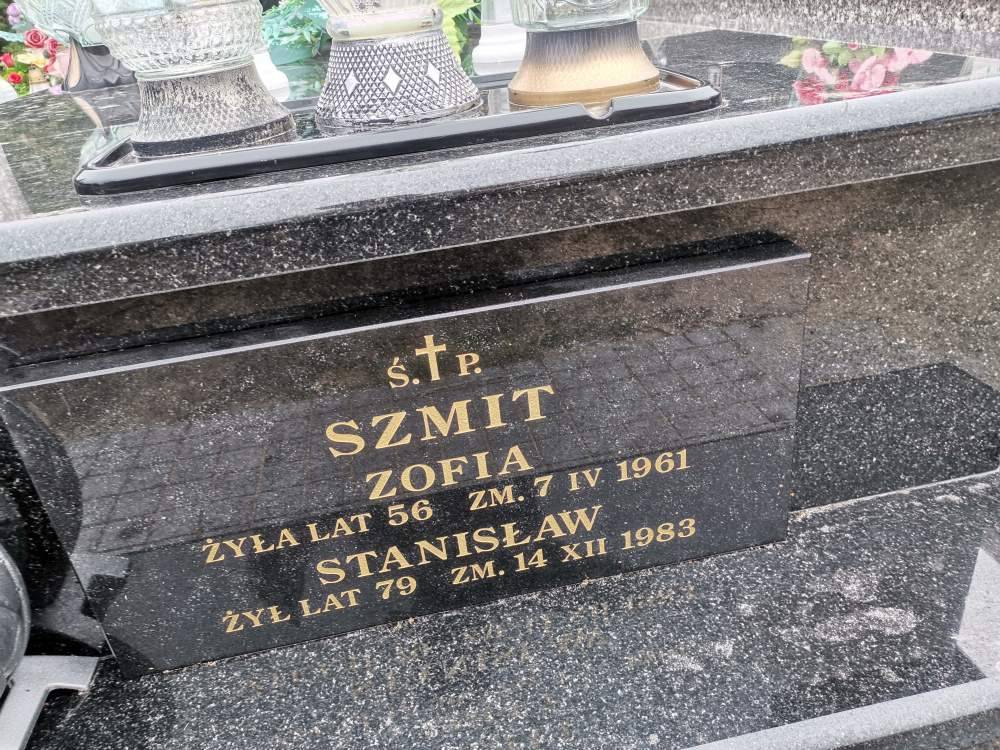 Ś. P.
SZMIT
ZOFIA
ŻYŁA LAT 56 ZM. 7 IV 1961
STANISŁAW
ŻYŁ LAT 79 ZM. 14 XII 1983